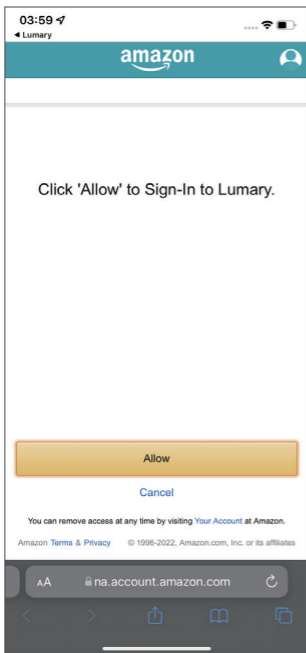 03:59
◀ Lumary
amazon
Click 'Allow' to Sign-In to Lumary.
Allow
Cancel
You can remove access at any time by visiting Your Account at Amazon.
Amazon Terms & Privacy © 1996-2022, Amazon.com, Inc. or its affiliates
AA na.account.amazon.com